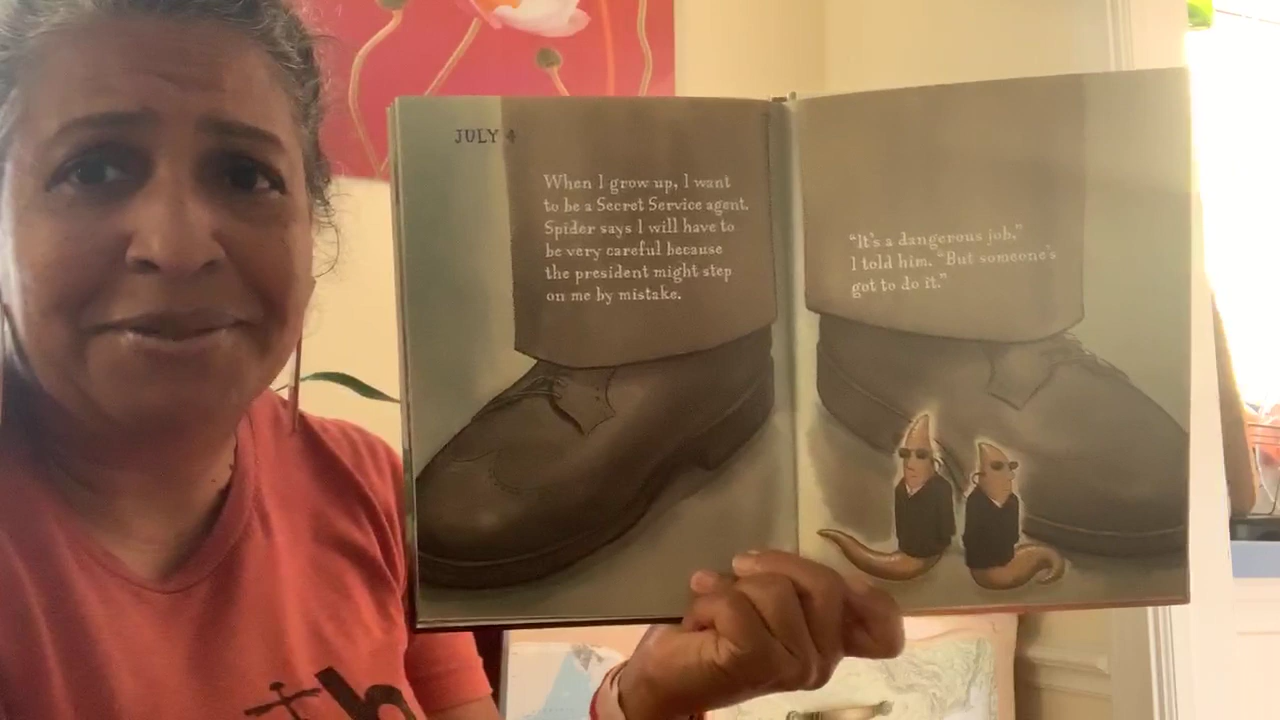 JULY 4
When I grow up, I want
to be a Secret Service agent.
Spider says I will have to
be very careful because
the president might step
on me by mistake.
"It's a dangerous job,"
I told him. "But someone's
got to do it."